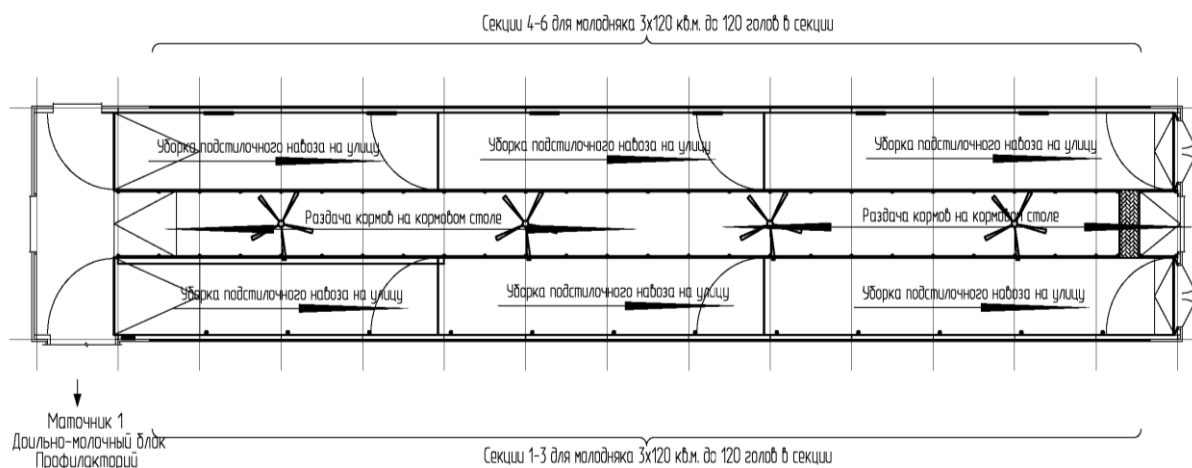 Секции 4-6 для молодняка 3х120 кв.м. до 120 голов в секции
Уборка подстилочного навоза на улицу
Уборка подстилочного навоза на улицу
Уборка подстилочного навоза на улицу
Раздача кормов на кормовом столе
Раздача кормов на кормовом столе
Уборка подстилочного навоза на улицу
Уборка подстилочного навоза на улицу
Уборка подстилочного навоза на улицу
Маточник 1
Доильно-молочный блок
Профилакторий
Секции 1-3 для молодняка 3х120 кв.м. до 120 голов в секции